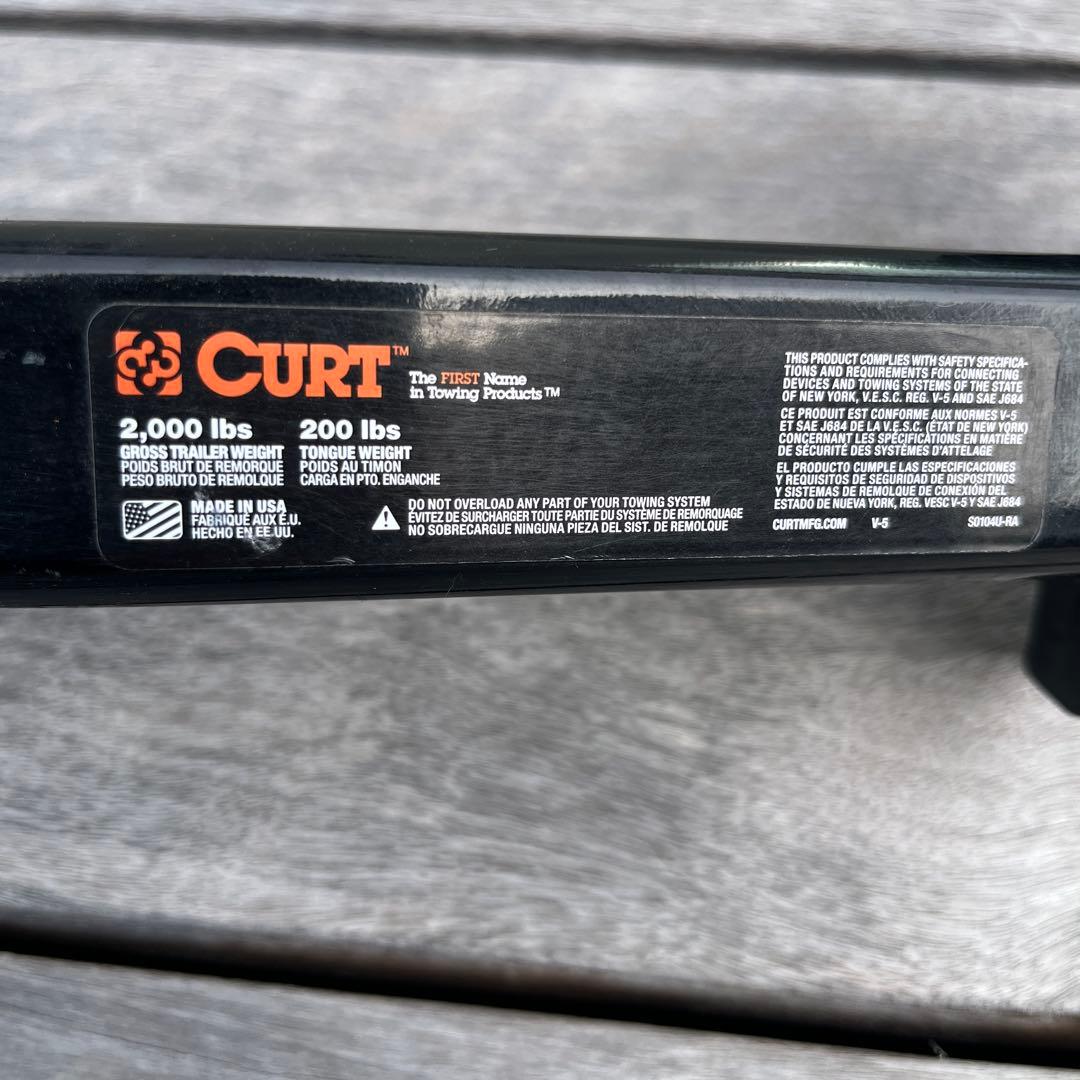 CURT™
The FIRST Name
in Towing Products™
2,000 lbs
GROSS TRAILER WEIGHT
POIDS BRUT DE REMORQUE
PESO BRUTO DE REMOLQUE
200 lbs
TONGUE WEIGHT
POIDS AU TIMON
CARGA EN PTO. ENGANCHE
MADE IN USA
FABRIQUÉ AUX É.U.
HECHO EN EE.UU.
DO NOT OVERLOAD ANY PART OF YOUR TOWING SYSTEM
ÉVITEZ DE SURCHARGER TOUTE PARTIE DU SYSTÈME DE REMORQUAGE
NO SOBRECARGUE NINGUNA PIEZA DEL SIST. DE REMOLQUE
THIS PRODUCT COMPLIES WITH SAFETY SPECIFICA-
TIONS AND REQUIREMENTS FOR CONNECTING
DEVICES AND TOWING SYSTEMS OF THE STATE
OF NEW YORK, V.E.S.C. REG. V-5 AND SAE J684
CE PRODUIT EST CONFORME AUX NORMES V-5
ET SAE J684 DE LA V.E.S.C. (ÉTAT DE NEW YORK)
CONCERNANT LES SPÉCIFICATIONS EN MATIÈRE
DE SÉCURITÉ DES SYSTÈMES D'ATTELAGE
EL PRODUCTO CUMPLE LAS ESPECIFICACIONES
Y REQUISITOS DE SEGURIDAD DE DISPOSITIVOS
Y SISTEMAS DE REMOLQUE DE CONEXIÓN DEL
ESTADO DE NUEVA YORK, REG. VESC V-5 Y SAE J684
CURTMFG.COM V-5 S0104U-RA